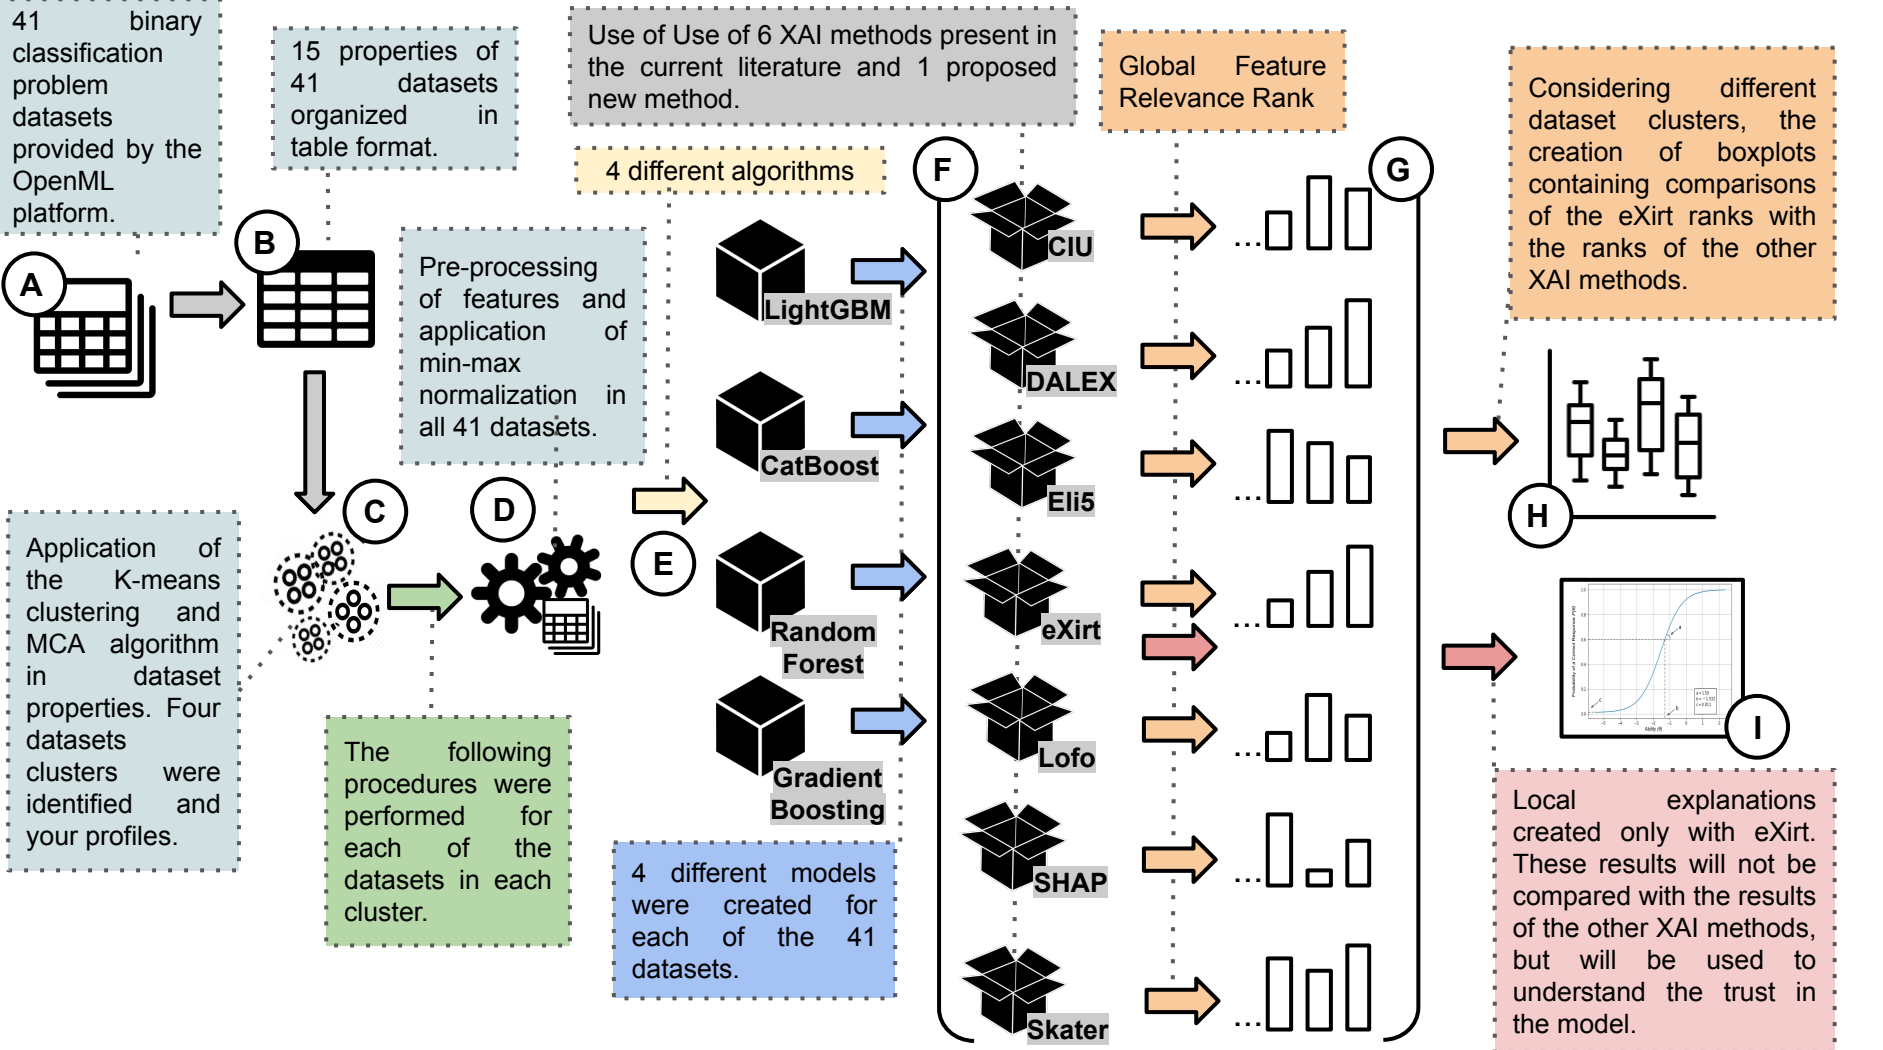 41 binary
classification
problem
datasets
provided by the
OpenML
platform.
15 properties of
41 datasets
organized in
table format.
Use of Use of 6 XAI methods present in
the current literature and 1 proposed
new method.
Global Feature
Relevance Rank
Considering different
dataset clusters, the
creation of boxplots
containing comparisons
of the eXirt ranks with
the ranks of the other
XAI methods.
4 different algorithms
A
B
Pre-processing
of features and
application of
min-max
normalization in
all 41 datasets.
F
G
LightGBM
CatBoost
Random
Forest
Gradient
Boosting
CIU
DALEX
Eli5
eXirt
Lofo
SHAP
Skater
...
...
...
...
...
...
...
C
D
E
H
I
Application of
the K-means
clustering and
MCA algorithm
in dataset
properties. Four
datasets
clusters were
identified and
your profiles.
The following
procedures were
performed for
each of the
datasets in each
cluster.
4 different models
were created for
each of the 41
datasets.
Probability of a Correct Response P(θ)
Ability (θ)
Local explanations
created only with eXirt.
These results will not be
compared with the results
of the other XAI methods,
but will be used to
understand the trust in
the model.